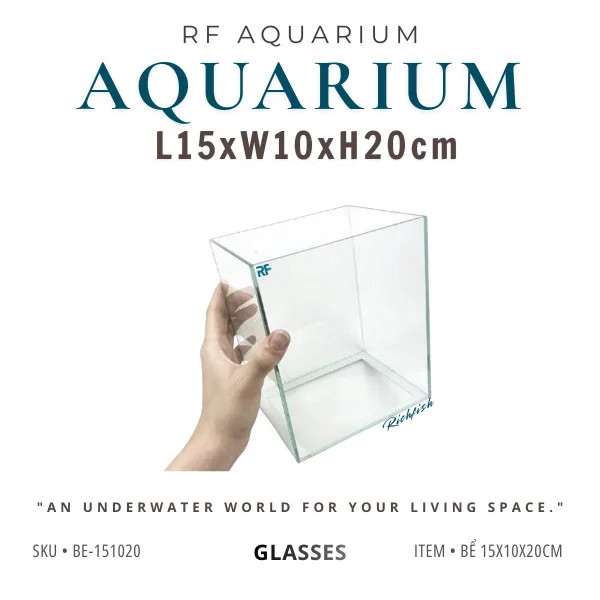 RF AQUARIUM
AQUARIUM
L15xW10xH20cm
RF
Richfish
"AN UNDERWATER WORLD FOR YOUR LIVING SPACE."
SKU • BE-151020
GLASSES
ITEM • BỂ 15X10X20CM